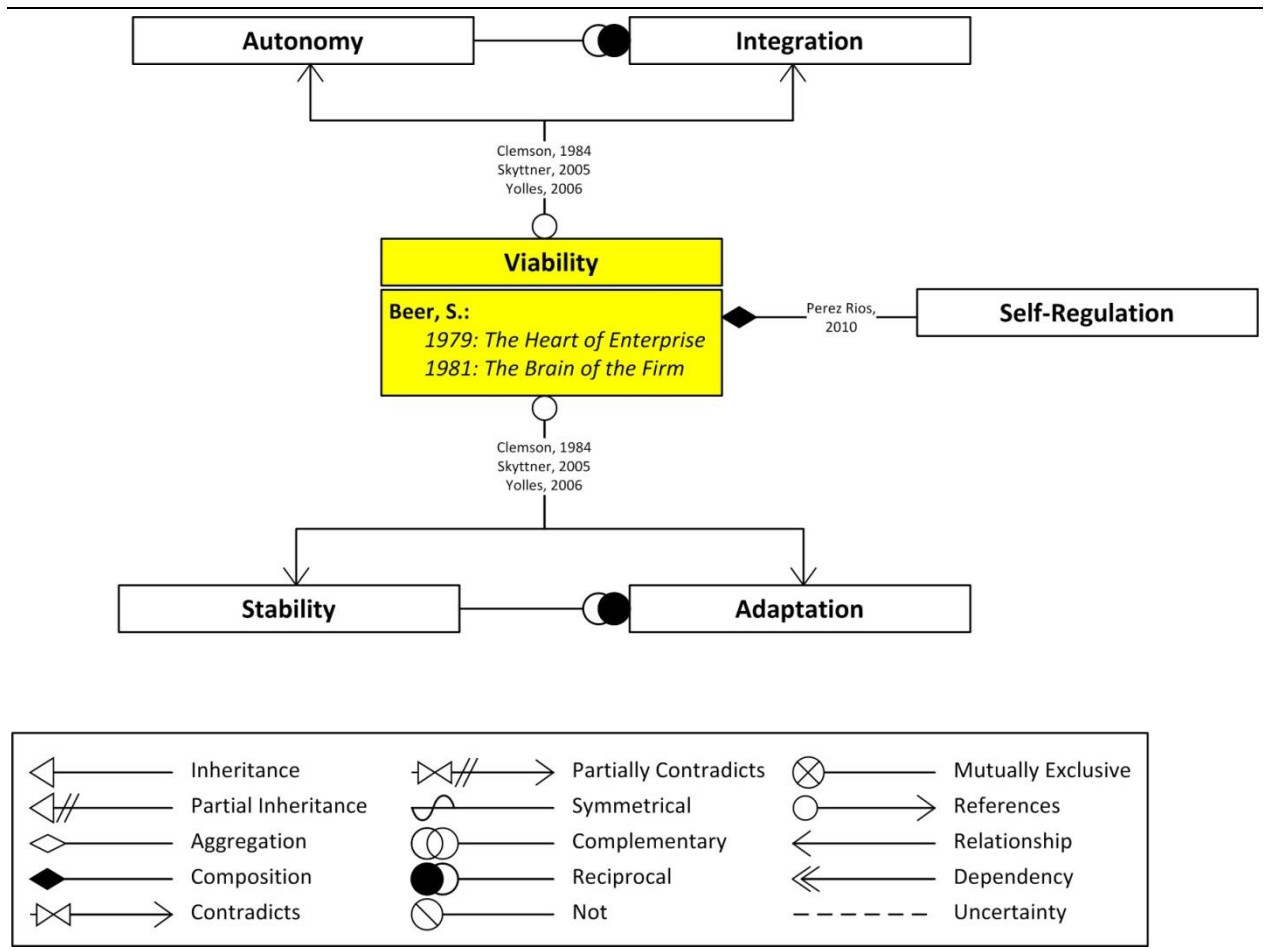 Autonomy
Integration
Clemson, 1984
Skyttner, 2005
Yolles, 2006
Viability
Beer, S.:
1979: The Heart of Enterprise
1981: The Brain of the Firm
Perez Rios,
2010
Self-Regulation
Clemson, 1984
Skyttner, 2005
Yolles, 2006
Stability
Adaptation
Inheritance
Partial Inheritance
Aggregation
Composition
Contradicts
Partially Contradicts
Symmetrical
Complementary
Reciprocal
Not
Mutually Exclusive
References
Relationship
Dependency
Uncertainty